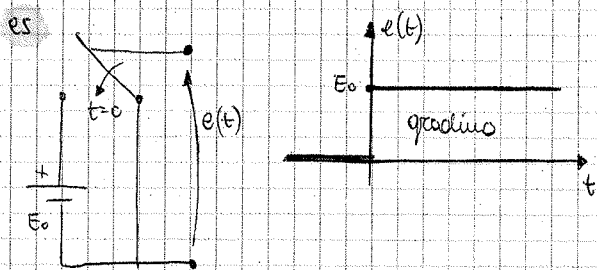 es
t=0
e(t)
+
E₀
e(t)
E₀
gradino
t